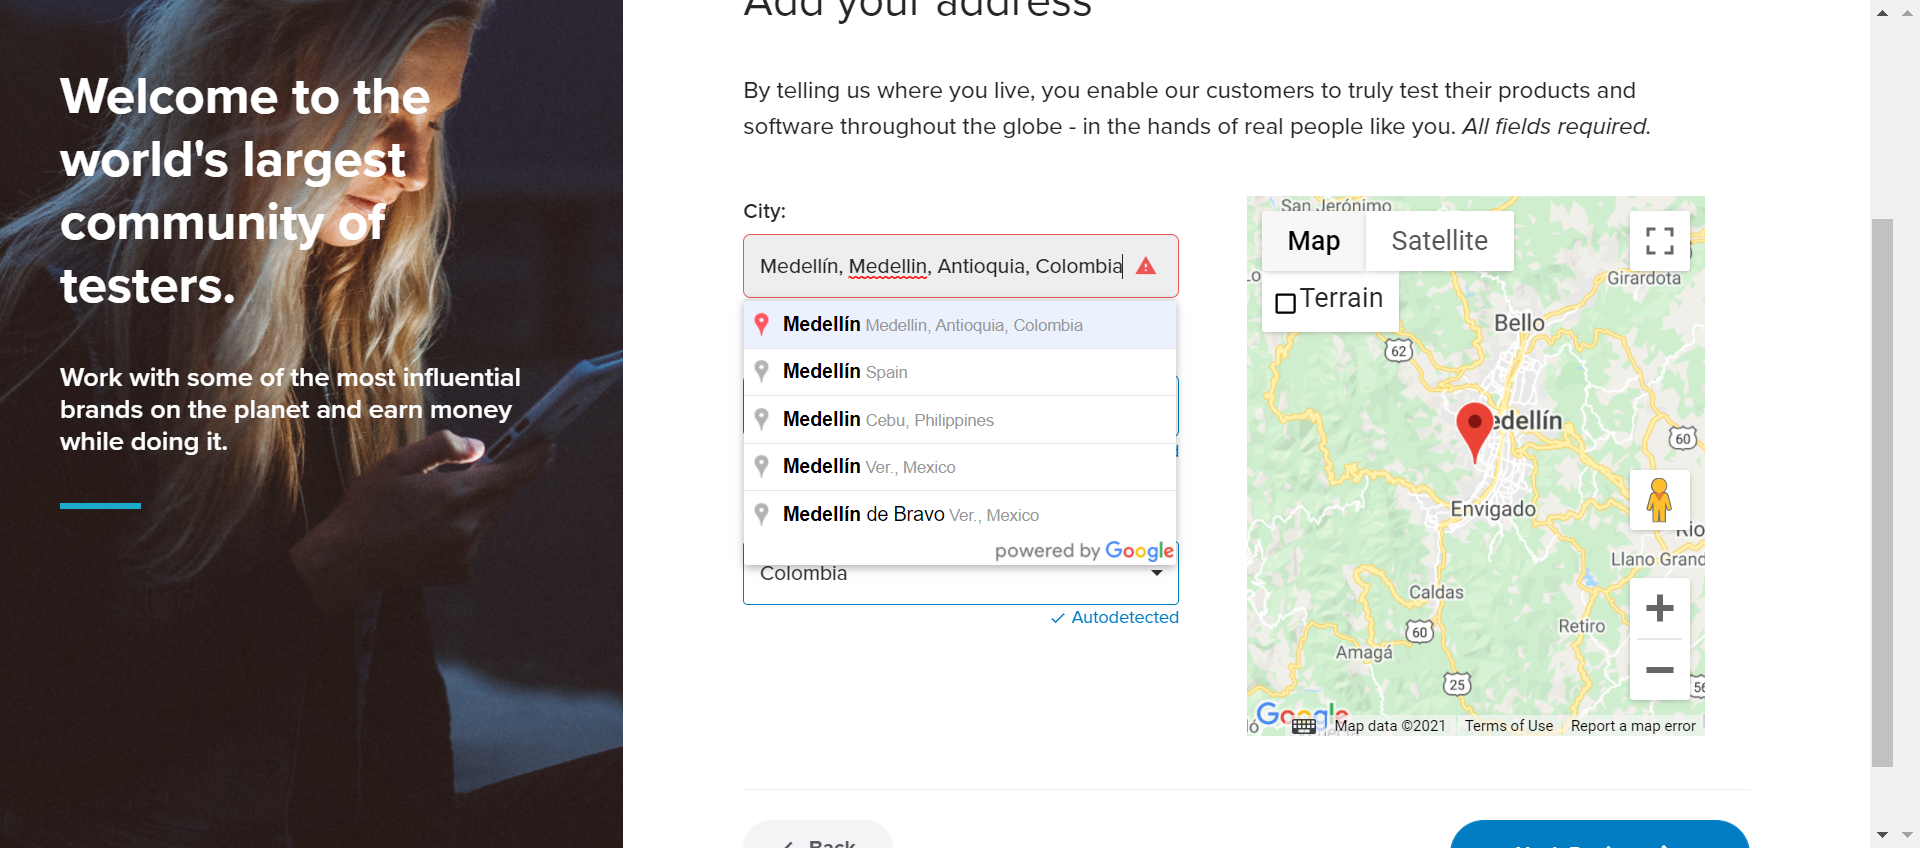 Welcome to the
world's largest
community of
testers.
Work with some of the most influential
brands on the planet and earn money
while doing it.
Add your address
By telling us where you live, you enable our customers to truly test their products and
software throughout the globe - in the hands of real people like you. All fields required.
City:
Medellín, Medellin, Antioquia, Colombia
Medellín Medellin, Antioquia, Colombia
Medellín Spain
Medellin Cebu, Philippines
Medellín Ver., Mexico
Medellín de Bravo Ver., Mexico
powered by Google
Colombia
Autodetected
San Jerónimo
Map Satellite
Terrain
Girardota
Bello
62
edellín
60
Envigado
Rio
Llano Grand
Caldas
60
Retiro
Amagá
25
56
Google
Map data ©2021 Terms of Use Report a map error
Back